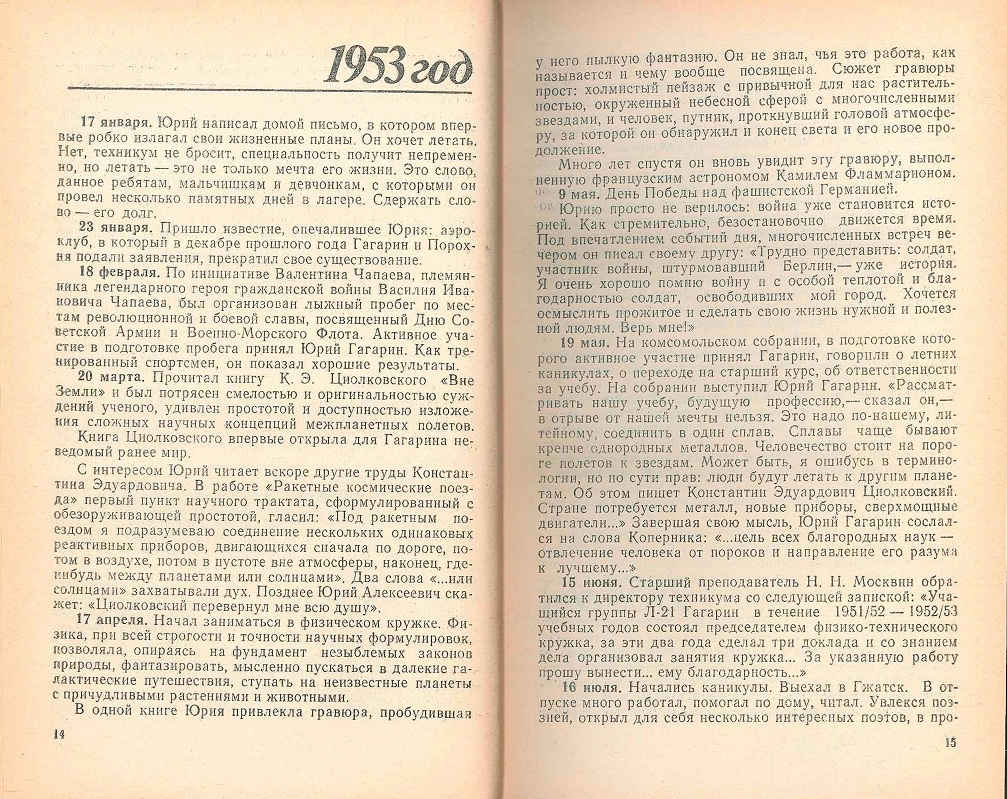 1953 год
17 января. Юрий написал домой письмо, в котором впер-
вые робко излагал свои жизненные планы. Он хочет летать.
Нет, техникум не бросит, специальность получит непремен-
но, но летать — это не только мечта его жизни. Это слово,
данное ребятам, мальчишкам и девчонкам, с которыми он
провел несколько памятных дней в лагере. Сдержать сло-
во — его долг.
23 января. Пришло известие, опечалившее Юрия: аэро-
клуб, в который в декабре прошлого года Гагарин и Порох-
ня подали заявления, прекратил свое существование.
18 февраля. По инициативе Валентина Чапаева, племян-
ника легендарного героя гражданской войны Василия Ива-
новича Чапаева, был организован лыжный пробег по мес-
там революционной и боевой славы, посвященный Дню Со-
ветской Армии и Военно-Морского Флота. Активное уча-
стие в подготовке пробега принял Юрий Гагарин. Как тре-
нированный спортсмен, он показал хорошие результаты.
20 марта. Прочитал книгу К. Э. Циолковского «Вне
Земли» и был потрясен смелостью и оригинальностью суж-
дений ученого, удивлен простотой и доступностью изложе-
ния сложных научных концепций межпланетных полетов.
Книга Циолковского впервые открыла для Гагарина не-
ведомый ранее мир.
С интересом Юрий читает вскоре другие труды Констан-
тина Эдуардовича. В работе «Ракетные космические поез-
да» первый пункт научного трактата, сформулированный с
обезоруживающей простотой, гласил: «Под ракетным по-
ездом я подразумеваю соединение нескольких одинаковых
реактивных приборов, двигающихся сначала по дороге, по-
том в воздухе, потом в пустоте вне атмосферы, наконец, где-
нибудь между планетами или солнцами». Два слова «...или
солнцами» захватывали дух. Позднее Юрий Алексеевич ска-
жет: «Циолковский перевернул мне всю душу».
17 апреля. Начал заниматься в физическом кружке. Фи-
зика, при всей строгости и точности научных формулировок,
позволяла, опираясь на фундамент незыблемых законов
природы, фантазировать, мысленно пускаться в далекие га-
лактические путешествия, ступать на неизвестные планеты
с причудливыми растениями и животными.
В одной книге Юрия привлекла гравюра, пробудившая
14
у него пылкую фантазию. Он не знал, чья это работа, как
называется и чему вообще посвящена. Сюжет гравюры
прост: холмистый пейзаж с привычной для нас раститель-
ностью, окруженный небесной сферой с многочисленными
звездами, и человек, путник, проткнувший головой атмосфе-
ру, за которой он обнаружил и конец света и его новое про-
должение.
Много лет спустя он вновь увидит эту гравюру, выпол-
ненную французским астрономом Камилем Фламмарионом.
9 мая. День Победы над фашистской Германией.
Юрию просто не верилось: война уже становится исто-
рией. Как стремительно, безостановочно движется время.
Под впечатлением событий дня, многочисленных встреч ве-
чером он писал своему другу: «Трудно представить: солдат,
участник войны, штурмовавший Берлин,— уже история.
Я очень хорошо помню войну и с особой теплотой и бла-
годарностью солдат, освободивших мой город. Хочется
осмыслить прожитое и сделать свою жизнь нужной и полез-
ной людям. Верь мне!»
19 мая. На комсомольском собрании, в подготовке кото-
рого активное участие принял Гагарин, говорили о летних
каникулах, о переходе на старший курс, об ответственности
за учебу. На собрании выступил Юрий Гагарин. «Рассмат-
ривать нашу учебу, будущую профессию,— сказал он,—
в отрыве от нашей мечты нельзя. Это надо по-нашему, ли-
тейному, соединить в один сплав. Сплавы чаще бывают
крепче однородных металлов. Человечество стоит на поро-
ге полетов к звездам. Может быть, я ошибусь в термино-
логии, но по сути прав: люди будут летать к другим плане-
там. Об этом пишет Константин Эдуардович Циолковский.
Стране потребуется металл, новые приборы, сверхмощные
двигатели...» Завершая свою мысль, Юрий Гагарин сослал-
ся на слова Коперника: «...цель всех благородных наук —
отвлечение человека от пороков и направление его разума
к лучшему...»
15 июня. Старший преподаватель Н. Н. Москвин обра-
тился к директору техникума со следующей запиской: «Уча-
щийся группы Л-21 Гагарин в течение 1951/52 — 1952/53
учебных годов состоял председателем физико-технического
кружка, за эти два года сделал три доклада и со знанием
дела организовал занятия кружка... За указанную работу
прошу вынести... ему благодарность...»
16 июля. Начались каникулы. Выехал в Гжатск. В от-
пуске много работал, помогал по дому, читал. Увлекся поэ-
зией, открыл для себя несколько интересных поэтов, в про-
15